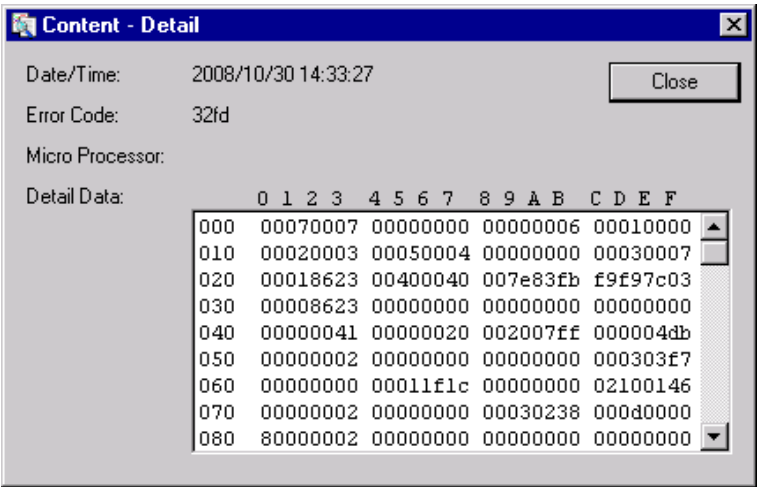 Content - Detail
Date/Time: 2008/10/30 14:33:27
Close
Error Code: 32fd
Micro Processor:
Detail Data: 0 1 2 3 4 5 6 7 8 9 A B C D E F
000 00070007 00000000 00000006 00010000
010 00020003 00050004 00000000 00030007
020 00018623 00400040 007e83fb f9f97c03
030 00008623 00000000 00000000 00000000
040 00000041 00000020 002007ff 000004db
050 00000002 00000000 00000000 000303f7
060 00000000 00011f1c 00000000 02100146
070 00000002 00000000 00030238 000d0000
080 80000002 00000000 00000000 00000000